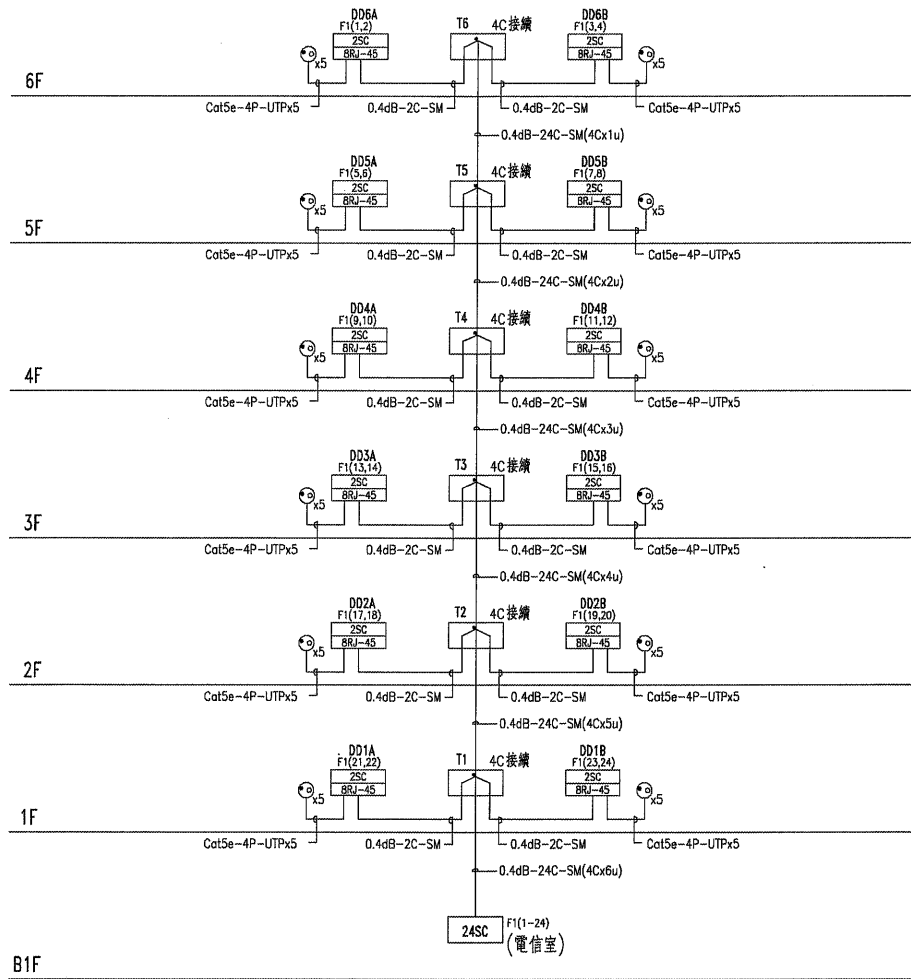 DD6A T6 4C接續 DD6B
F1(1,2) F1(3,4)
2SC 2SC
8RJ-45 8RJ-45
x5 x5
6F
Cat5e-4P-UTPx5 0.4dB-2C-SM 0.4dB-2C-SM Cat5e-4P-UTPx5
0.4dB-24C-SM(4Cx1u)
DD5A T5 4C接續 DD5B
F1(5,6) F1(7,8)
2SC 2SC
8RJ-45 8RJ-45
x5 x5
5F
Cat5e-4P-UTPx5 0.4dB-2C-SM 0.4dB-2C-SM Cat5e-4P-UTPx5
0.4dB-24C-SM(4Cx2u)
DD4A T4 4C接續 DD4B
F1(9,10) F1(11,12)
2SC 2SC
8RJ-45 8RJ-45
x5 x5
4F
Cat5e-4P-UTPx5 0.4dB-2C-SM 0.4dB-2C-SM Cat5e-4P-UTPx5
0.4dB-24C-SM(4Cx3u)
DD3A T3 4C接續 DD3B
F1(13,14) F1(15,16)
2SC 2SC
8RJ-45 8RJ-45
x5 x5
3F
Cat5e-4P-UTPx5 0.4dB-2C-SM 0.4dB-2C-SM Cat5e-4P-UTPx5
0.4dB-24C-SM(4Cx4u)
DD2A T2 4C接續 DD2B
F1(17,18) F1(19,20)
2SC 2SC
8RJ-45 8RJ-45
x5 x5
2F
Cat5e-4P-UTPx5 0.4dB-2C-SM 0.4dB-2C-SM Cat5e-4P-UTPx5
0.4dB-24C-SM(4Cx5u)
DD1A T1 4C接續 DD1B
F1(21,22) F1(23,24)
2SC 2SC
8RJ-45 8RJ-45
x5 x5
1F
Cat5e-4P-UTPx5 0.4dB-2C-SM 0.4dB-2C-SM Cat5e-4P-UTPx5
0.4dB-24C-SM(4Cx6u)
24SC F1(1-24)
(電信室)
B1F